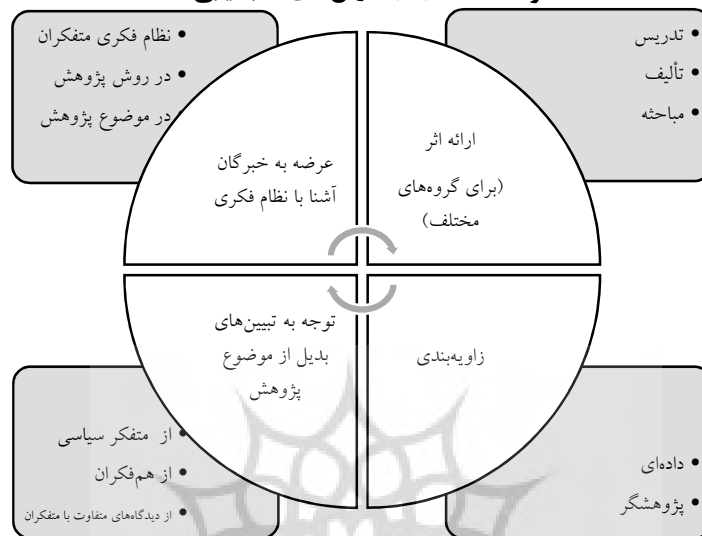 • تدریس
• تألیف
• مباحثه
ارائه اثر
(برای گروه‌های
مختلف)
• نظام فکری متفکران
• در روش پژوهش
• در موضوع پژوهش
عرضه به خبرگان
آشنا با نظام فکری
زاویه‌بندی
• داده‌ای
• پژوهشگر
توجه به تبیین‌های
بدیل از موضوع
پژوهش
• از متفکر سیاسی
• از هم‌فکران
• از دیدگاه‌های متفاوت با متفکران